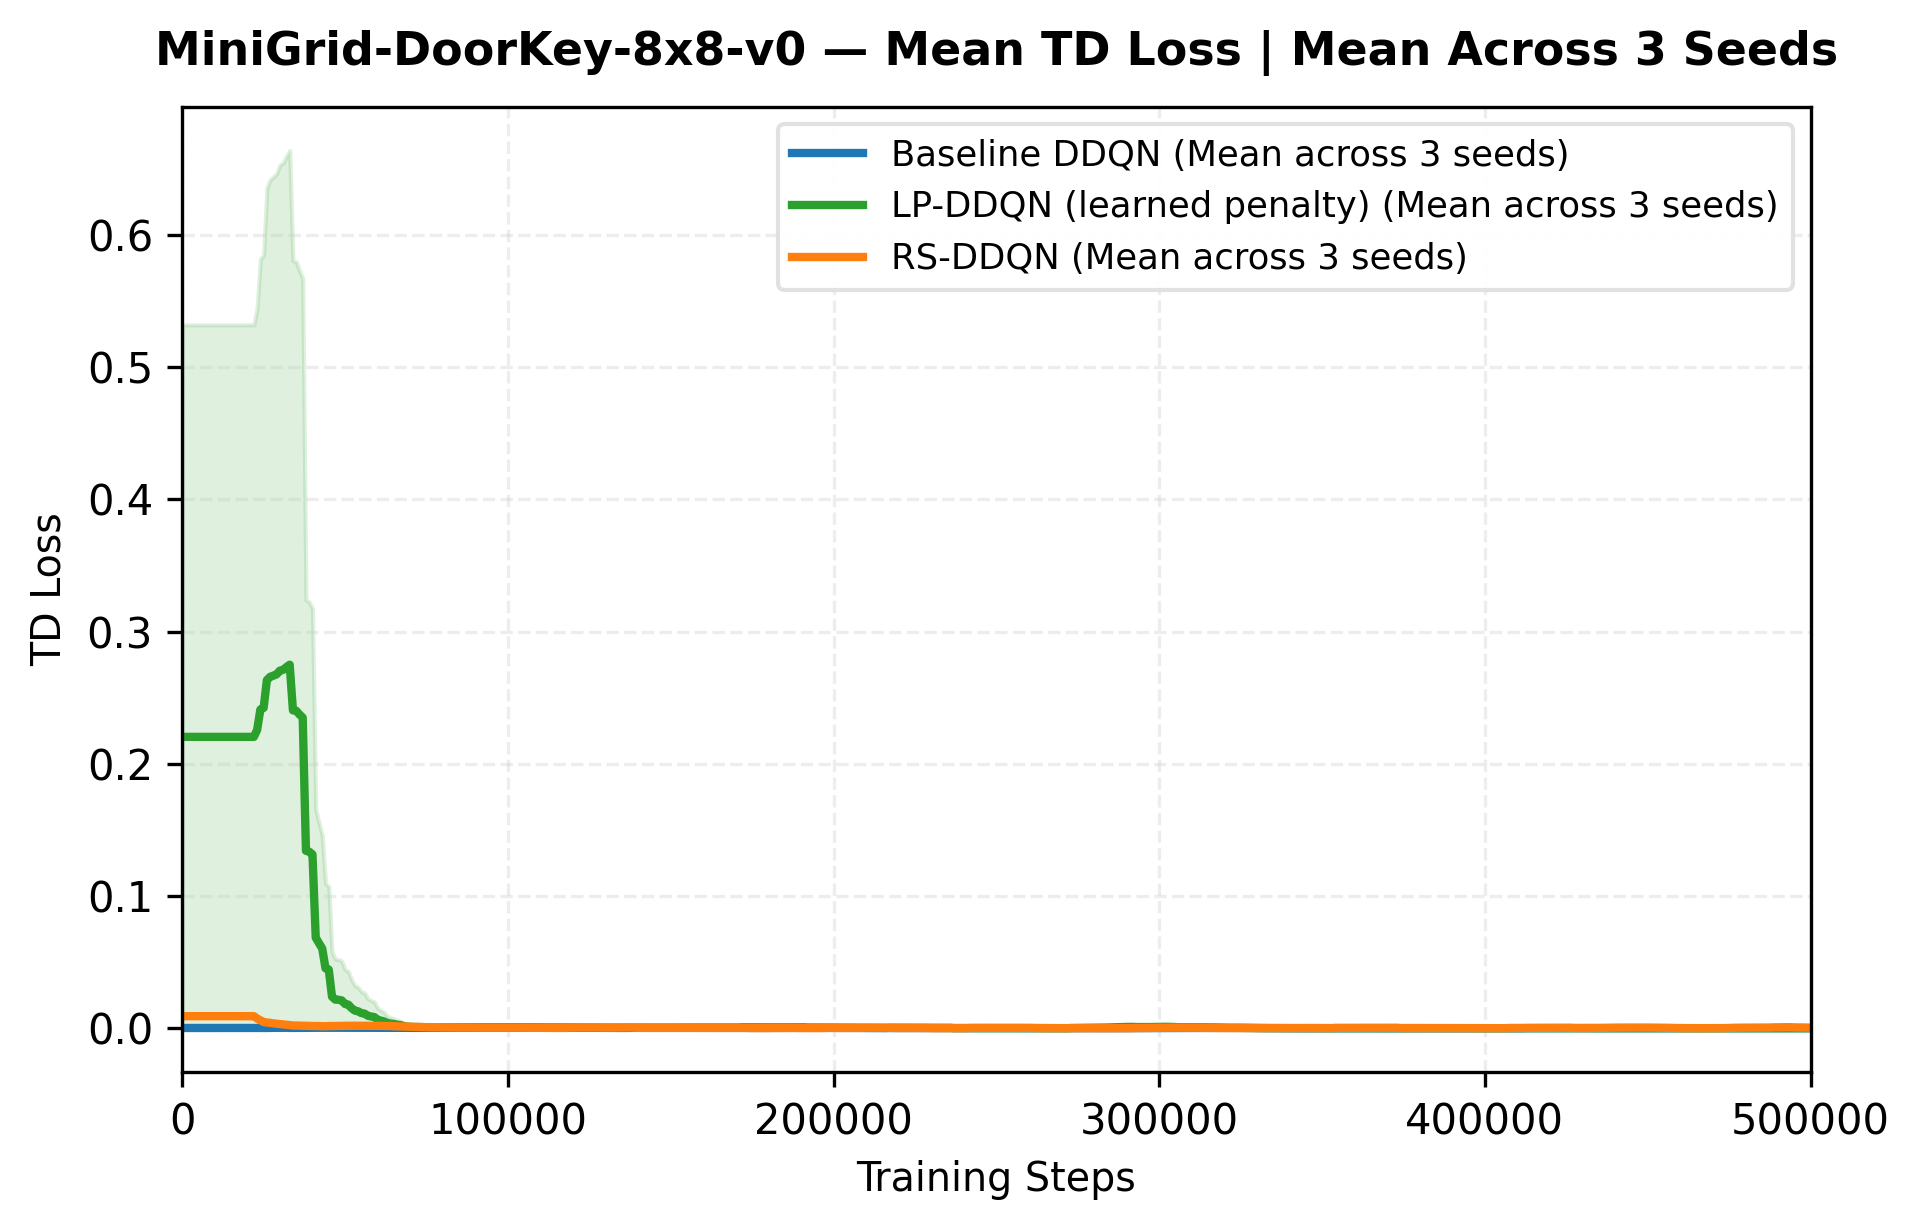 MiniGrid-DoorKey-8x8-v0 — Mean TD Loss | Mean Across 3 Seeds
Baseline DDQN (Mean across 3 seeds)
LP-DDQN (learned penalty) (Mean across 3 seeds)
RS-DDQN (Mean across 3 seeds)
TD Loss
0.6
0.5
0.4
0.3
0.2
0.1
0.0
0 100000 200000 300000 400000 500000
Training Steps